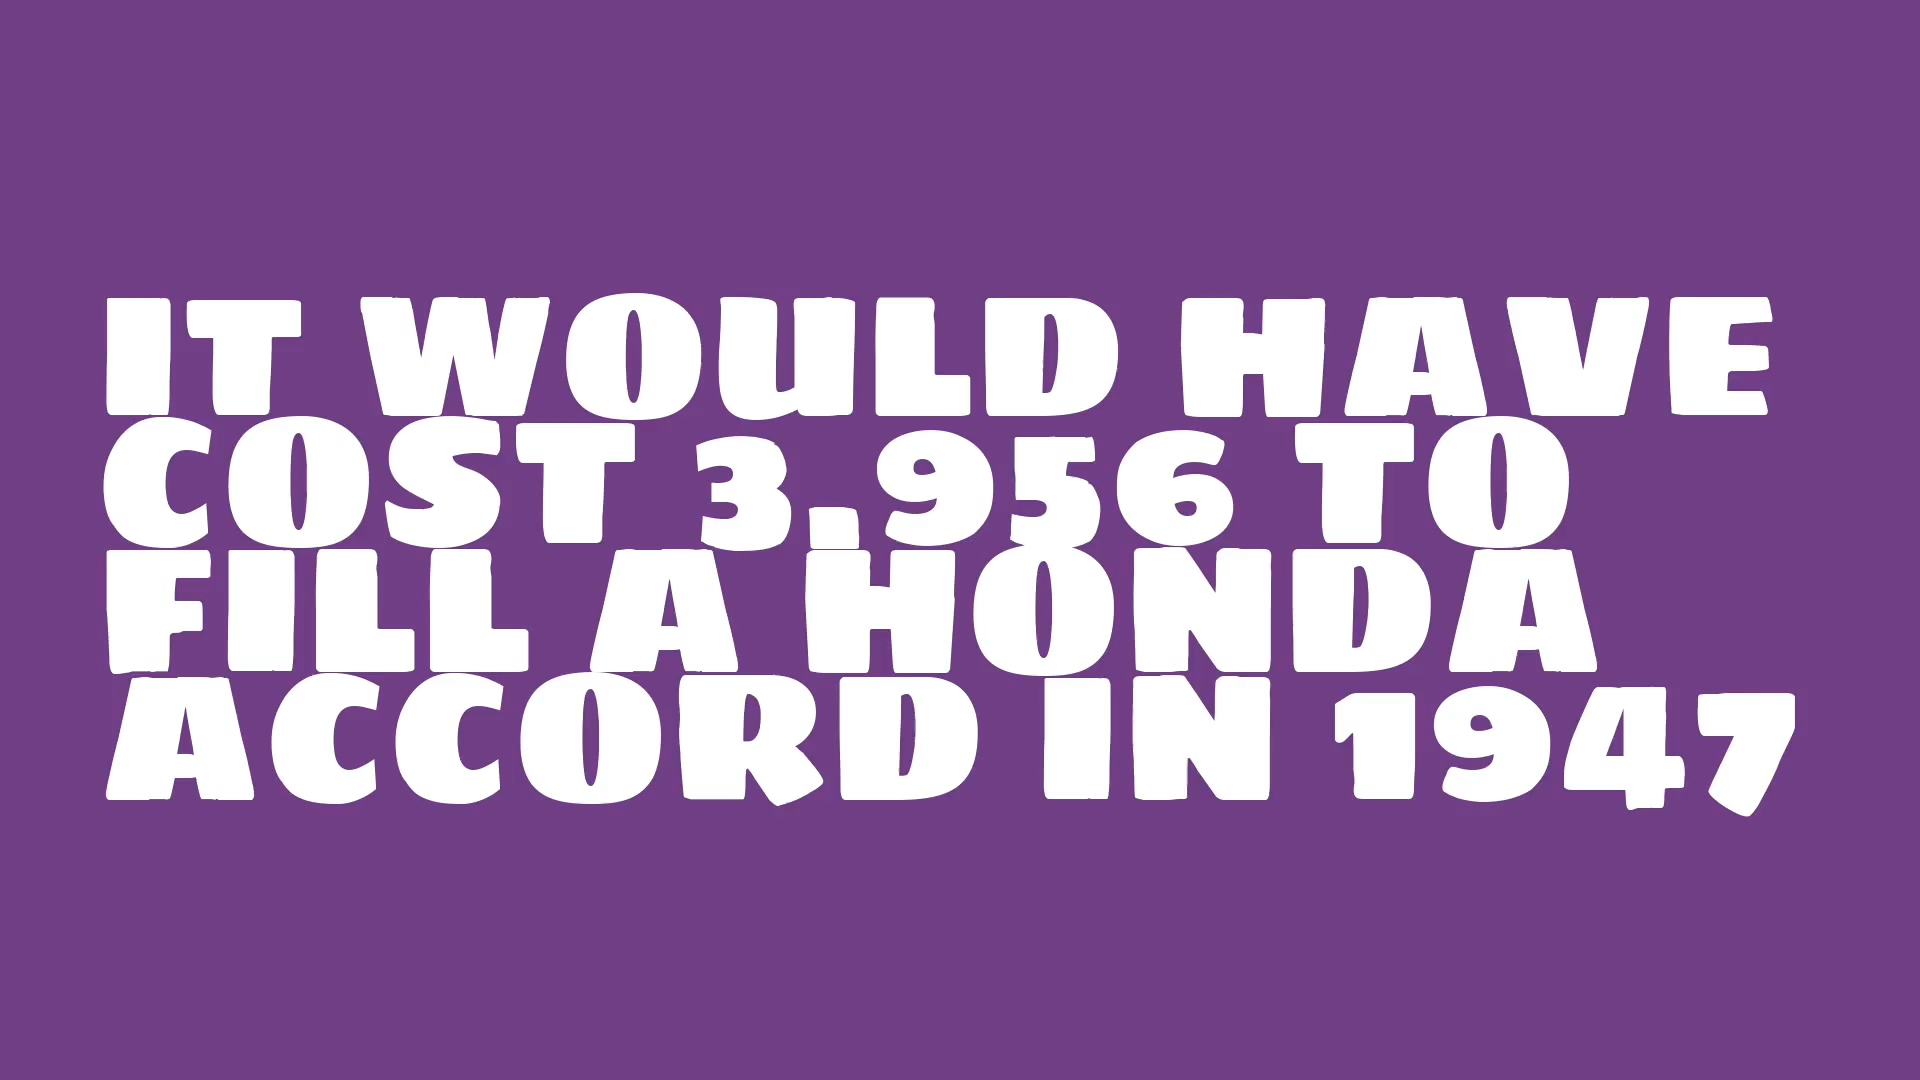 IT WOULD HAVE
COST 3.956 TO
FILL A HONDA
ACCORD IN 1947